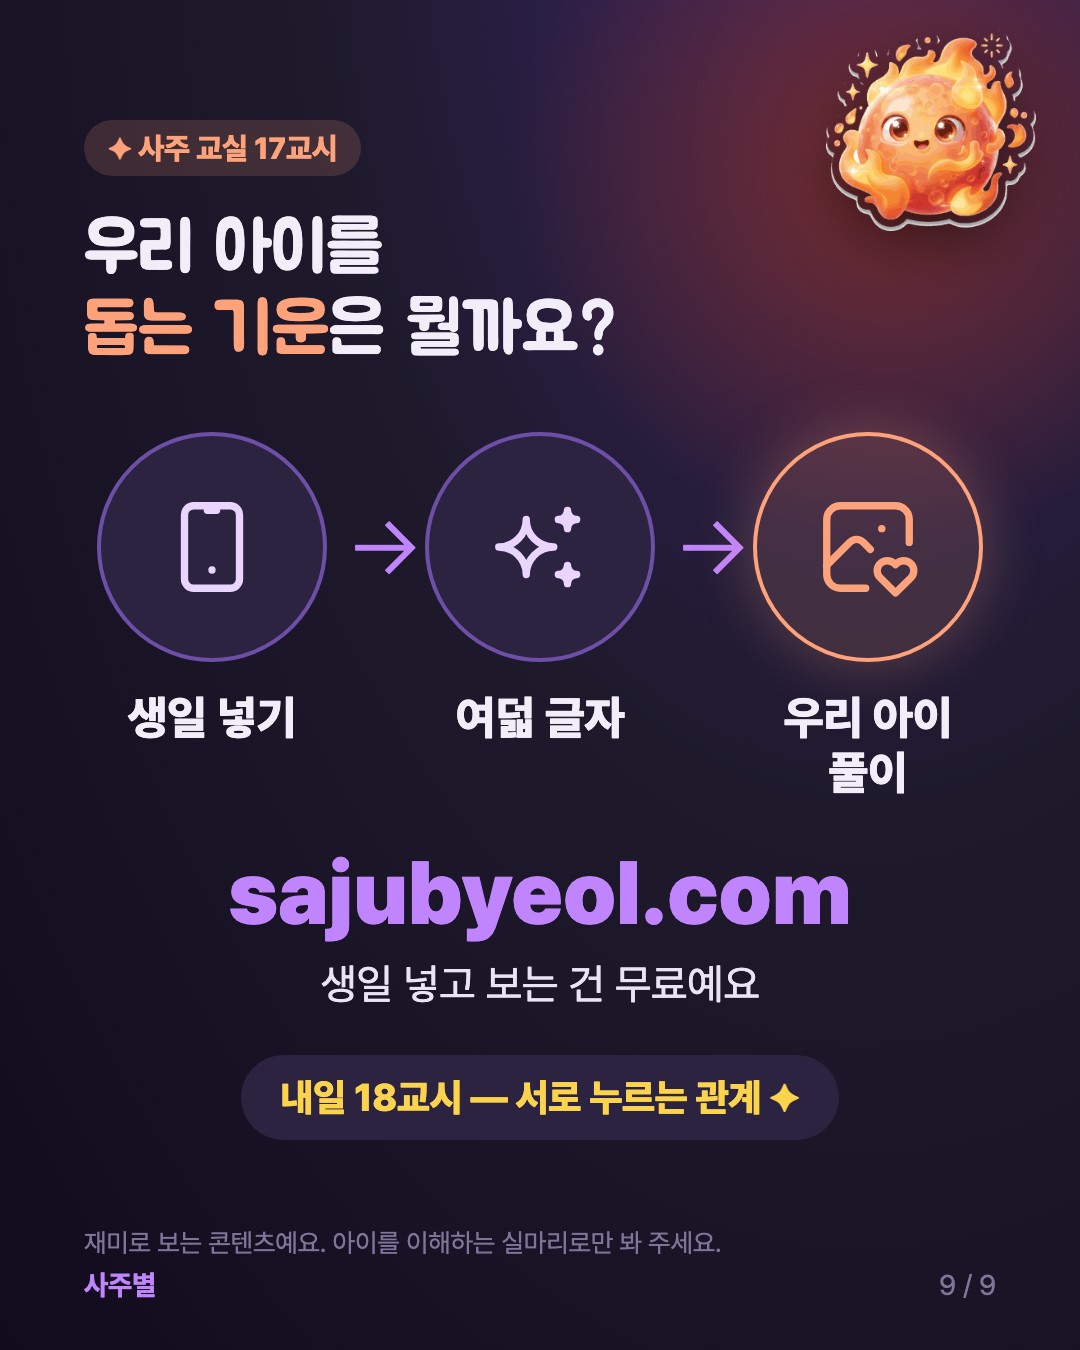 ✦ 사주 교실 17교시
우리 아이를
돕는 기운은 뭘까요?
생일 넣기
여덟 글자
우리 아이
풀이
sajubyeol.com
생일 넣고 보는 건 무료예요
내일 18교시 — 서로 누르는 관계 ✦
재미로 보는 콘텐츠예요. 아이를 이해하는 실마리로만 봐 주세요.
사주별
9 / 9